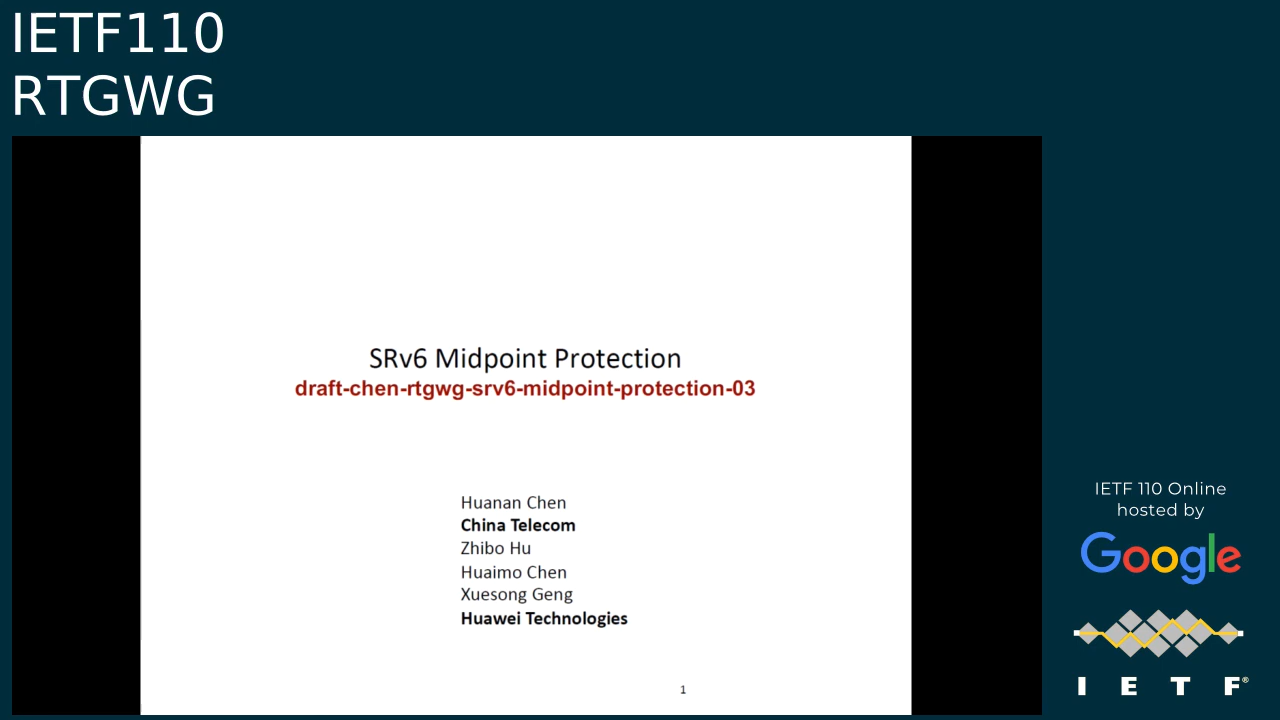 IETF110
RTGWG
SRv6 Midpoint Protection
draft-chen-rtgwg-srv6-midpoint-protection-03
Huanan Chen
China Telecom
Zhibo Hu
Huaimo Chen
Xuesong Geng
Huawei Technologies
1
IETF 110 Online
hosted by
Google
I E T F®